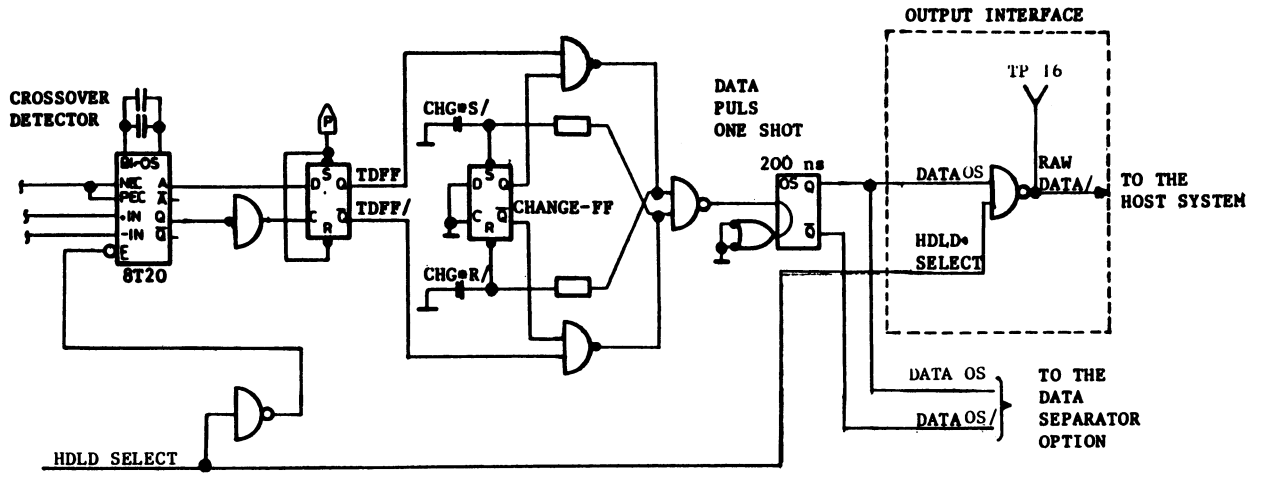 OUTPUT INTERFACE
TP 16
CROSSOVER
DETECTOR
DATA
PULS
ONE SHOT
200 ns
CHG*S/
P
BI-OS
NEC
PEC
+IN
-IN
E
A
A
Q
Q
8T20
D
S
Q
C
Q
R
TDFF
TDFF/
D
S
Q
C
Q
R
CHANGE-FF
CHG*R/
OS
Q
Q
DATA OS
RAW
DATA/
TO THE
HOST SYSTEM
HDLD*
SELECT
DATA OS
DATA OS/
TO THE
DATA
SEPARATOR
OPTION
HDLD SELECT